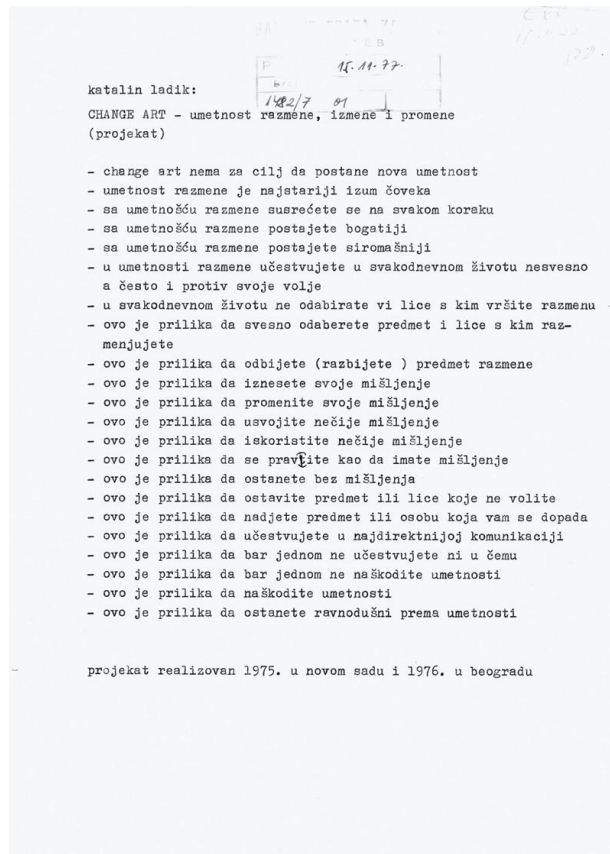 15.11.77.
1482/7 01
katalin ladik:
CHANGE ART - umetnost razmene, izmene i promene
(projekat)
- change art nema za cilj da postane nova umetnost
- umetnost razmene je najstariji izum čoveka
- sa umetnošću razmene susrećete se na svakom koraku
- sa umetnošću razmene postajete bogatiji
- sa umetnošću razmene postajete siromašniji
- u umetnosti razmene učestvujete u svakodnevnom životu nesvesno
a često i protiv svoje volje
- u svakodnevnom životu ne odabirate vi lice s kim vršite razmenu
- ovo je prilika da svesno odaberete predmet i lice s kim raz-
menjujete
- ovo je prilika da odbijete (razbijete ) predmet razmene
- ovo je prilika da iznesete svoje mišljenje
- ovo je prilika da promenite svoje mišljenje
- ovo je prilika da usvojite nečije mišljenje
- ovo je prilika da iskoristite nečije mišljenje
- ovo je prilika da se pravite kao da imate mišljenje
- ovo je prilika da ostanete bez mišljenja
- ovo je prilika da ostavite predmet ili lice koje ne volite
- ovo je prilika da nadjete predmet ili osobu koja vam se dopada
- ovo je prilika da učestvujete u najdirektnijoj komunikaciji
- ovo je prilika da bar jednom ne učestvujete ni u čemu
- ovo je prilika da bar jednom ne naškodite umetnosti
- ovo je prilika da naškodite umetnosti
- ovo je prilika da ostanete ravnodušni prema umetnosti
projekat realizovan 1975. u novom sadu i 1976. u beogradu